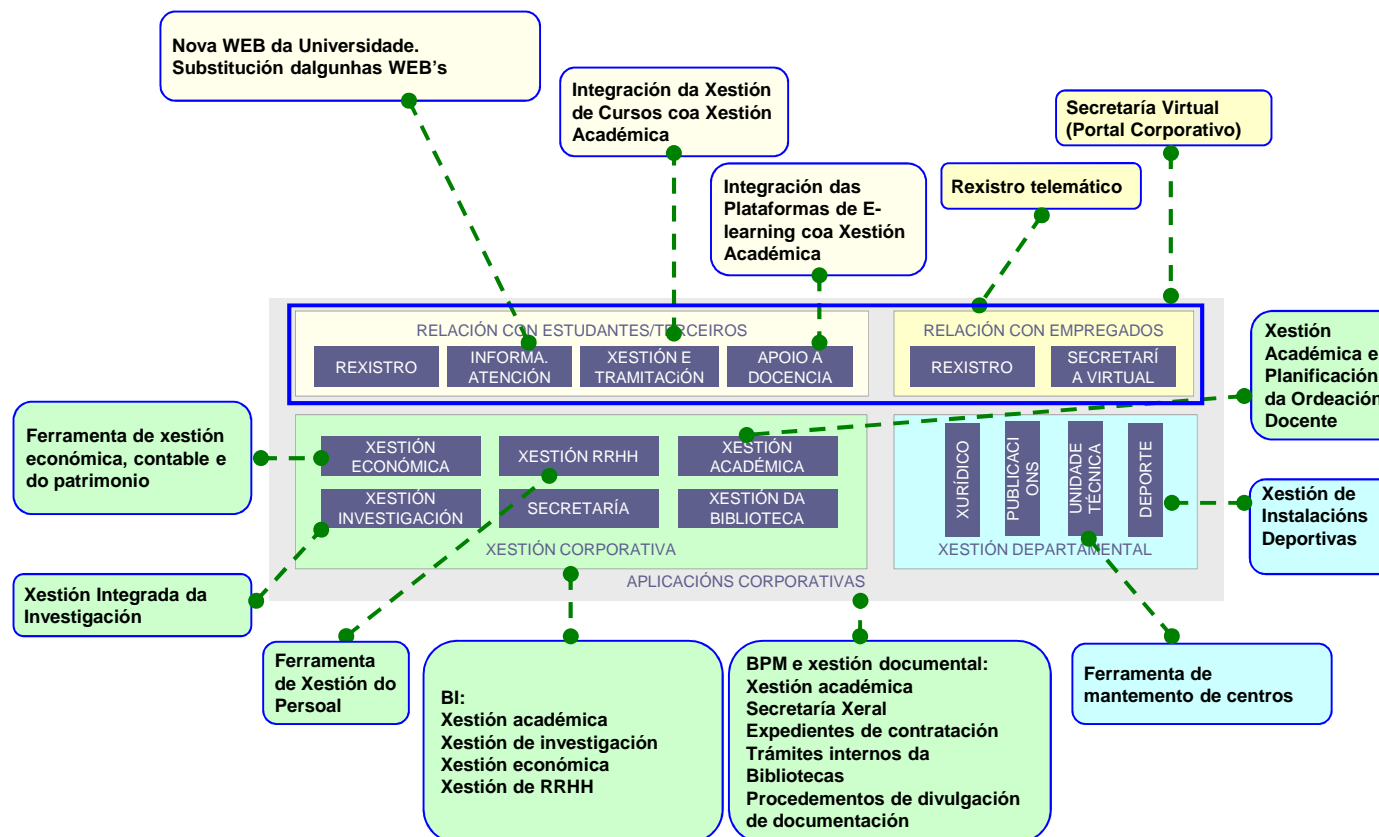 Nova WEB da Universidade.
Substitución dalgunhas WEB's
Integración da Xestión
de Cursos coa Xestión
Académica
Secretaría Virtual
(Portal Corporativo)
Integración das
Plataformas de E-
learning coa Xestión
Académica
Rexistro telemático
RELACIÓN CON ESTUDANTES/TERCEIROS
REXISTRO
INFORMA.
ATENCIÓN
XESTIÓN E
TRAMITACIÓN
APOIO A
DOCENCIA
RELACIÓN CON EMPREGADOS
REXISTRO
SECRETARÍ
A VIRTUAL
Xestión
Académica e
Planificación
da Ordeación
Docente
Ferramenta de xestión
económica, contable e
do patrimonio
XESTIÓN
ECONÓMICA
XESTIÓN RRHH
XESTIÓN
ACADÉMICA
XESTIÓN
INVESTIGACIÓN
SECRETARÍA
XESTIÓN DA
BIBLIOTECA
XESTIÓN CORPORATIVA
XURÍDICO
PUBLICACI
ONS
UNIDADE
TÉCNICA
DEPORTE
XESTIÓN DEPARTAMENTAL
Xestión de
Instalacións
Deportivas
APLICACIÓNS CORPORATIVAS
Xestión Integrada da
Investigación
Ferramenta
de Xestión do
Persoal
BI:
Xestión académica
Xestión de investigación
Xestión económica
Xestión de RRHH
BPM e xestión documental:
Xestión académica
Secretaría Xeral
Expedientes de contratación
Trámites internos da
Bibliotecas
Procedementos de divulgación
de documentación
Ferramenta de
mantemento de centros